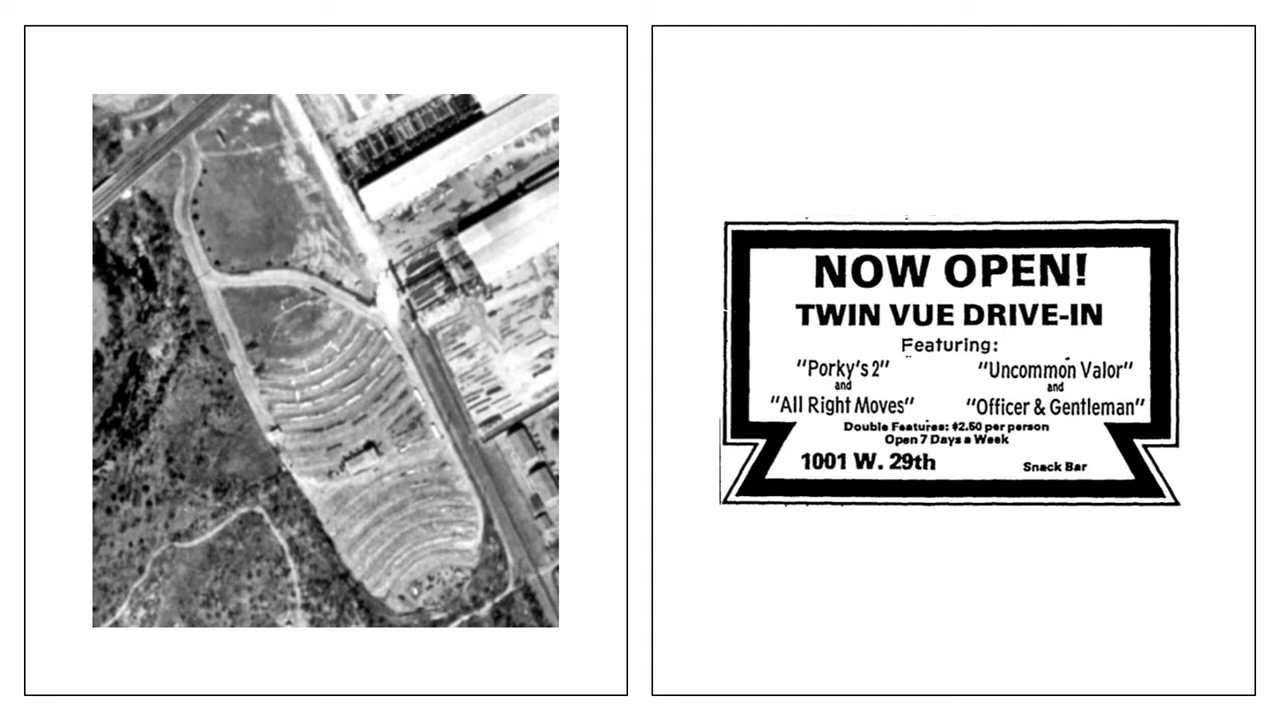 NOW OPEN!
TWIN VUE DRIVE-IN
Featuring:
"Porky's 2" "Uncommon Valor"
and and
"All Right Moves" "Officer & Gentleman"
Double Features: $2.50 per person
Open 7 Days a Week
1001 W. 29th Snack Bar